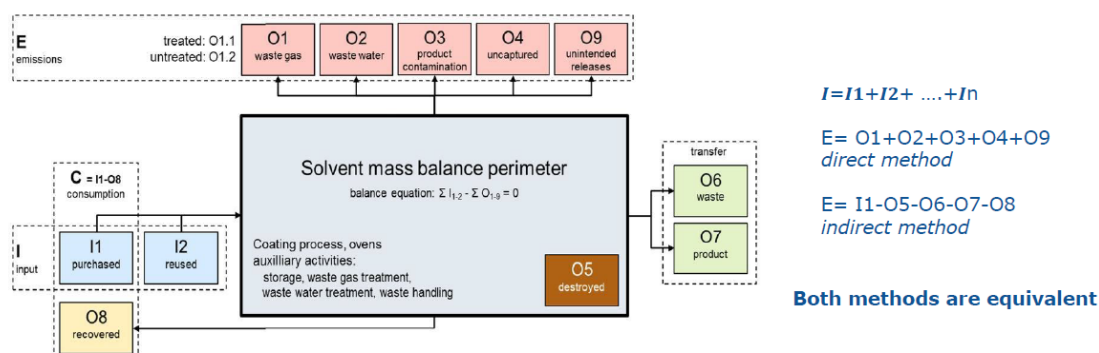 E
emissions
treated: O1.1
untreated: O1.2
O1
waste gas
O2
waste water
O3
product
contamination
O4
uncaptured
O9
unintended
releases
Solvent mass balance perimeter
balance equation: Σ I₁₋₂ - Σ O₁₋₉ = 0
Coating process, ovens
auxilliary activities:
storage, waste gas treatment,
waste water treatment, waste handling
O5
destroyed
C = I1-O8
consumption
I
input
I1
purchased
I2
reused
O8
recovered
transfer
O6
waste
O7
product
I=I1+I2+ ….+In
E= O1+O2+O3+O4+O9
direct method
E= I1-O5-O6-O7-O8
indirect method
Both methods are equivalent